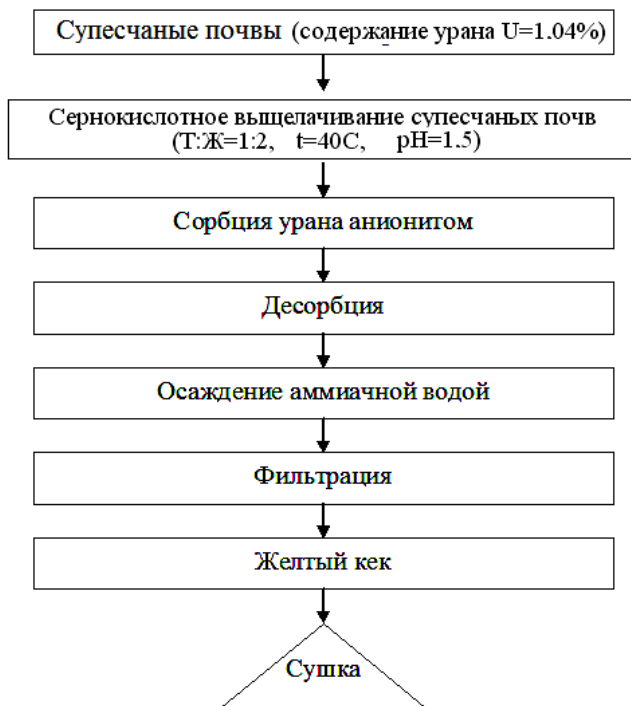 Супесчаные почвы (содержание урана U=1.04%)
Сернокислотное выщелачивание супесчаных почв
(Т:Ж=1:2, t=40С, рН=1.5)
Сорбция урана анионитом
Десорбция
Осаждение аммиачной водой
Фильтрация
Желтый кек
Сушка